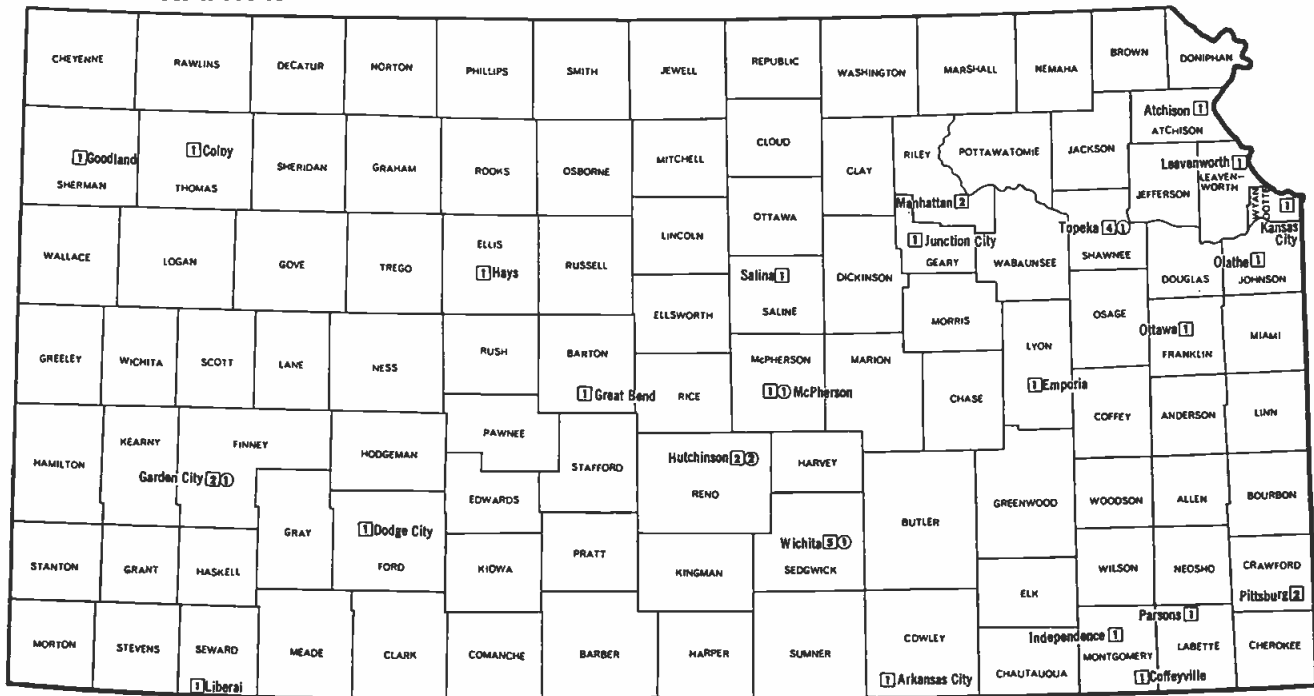 CHEYENNE
RAWLINS
DECATUR
NORTON
PHILLIPS
SMITH
JEWELL
REPUBLIC
WASHINGTON
MARSHALL
NEMAHA
BROWN
DONIPHAN
Atchison 1
ATCHISON
1 Goodland
SHERMAN
1 Colby
THOMAS
SHERIDAN
GRAHAM
ROOKS
OSBORNE
MITCHELL
CLOUD
CLAY
RILEY
POTTAWATOMIE
JACKSON
Leavenworth 1
LEAVEN-
WORTH
JEFFERSON
WYAN
DOTTE
1
Kansas
City
Manhattan 2
OTTAWA
LINCOLN
Topeka 4 1
SHAWNEE
1 Junction City
GEARY
WABAUNSEE
WALLACE
LOGAN
GOVE
TREGO
ELLIS
1 Hays
RUSSELL
Salina 1
SALINE
DICKINSON
DOUGLAS
Olathe 1
JOHNSON
ELLSWORTH
MORRIS
OSAGE
Ottawa 1
FRANKLIN
MIAMI
GREELEY
WICHITA
SCOTT
LANE
NESS
RUSH
BARTON
1 Great Bend
RICE
McPHERSON
1 1 McPherson
MARION
CHASE
LYON
1 Emporia
COFFEY
ANDERSON
LINN
HAMILTON
KEARNY
FINNEY
Garden City 2 1
HODGEMAN
PAWNEE
STAFFORD
EDWARDS
Hutchinson 2 2
RENO
HARVEY
GREENWOOD
WOODSON
ALLEN
BOURBON
GRAY
1 Dodge City
FORD
BUTLER
Wichita 5 1
SEDGWICK
STANTON
GRANT
HASKELL
KIOWA
PRATT
KINGMAN
ELK
WILSON
NEOSHO
CRAWFORD
Pittsburg 2
MORTON
STEVENS
SEWARD
1 Liberal
MEADE
CLARK
COMANCHE
BARBER
HARPER
SUMNER
COWLEY
1 Arkansas City
CHAUTAUQUA
Independence 1
MONTGOMERY
1 Coffeyville
Parsons 1
LABETTE
CHEROKEE